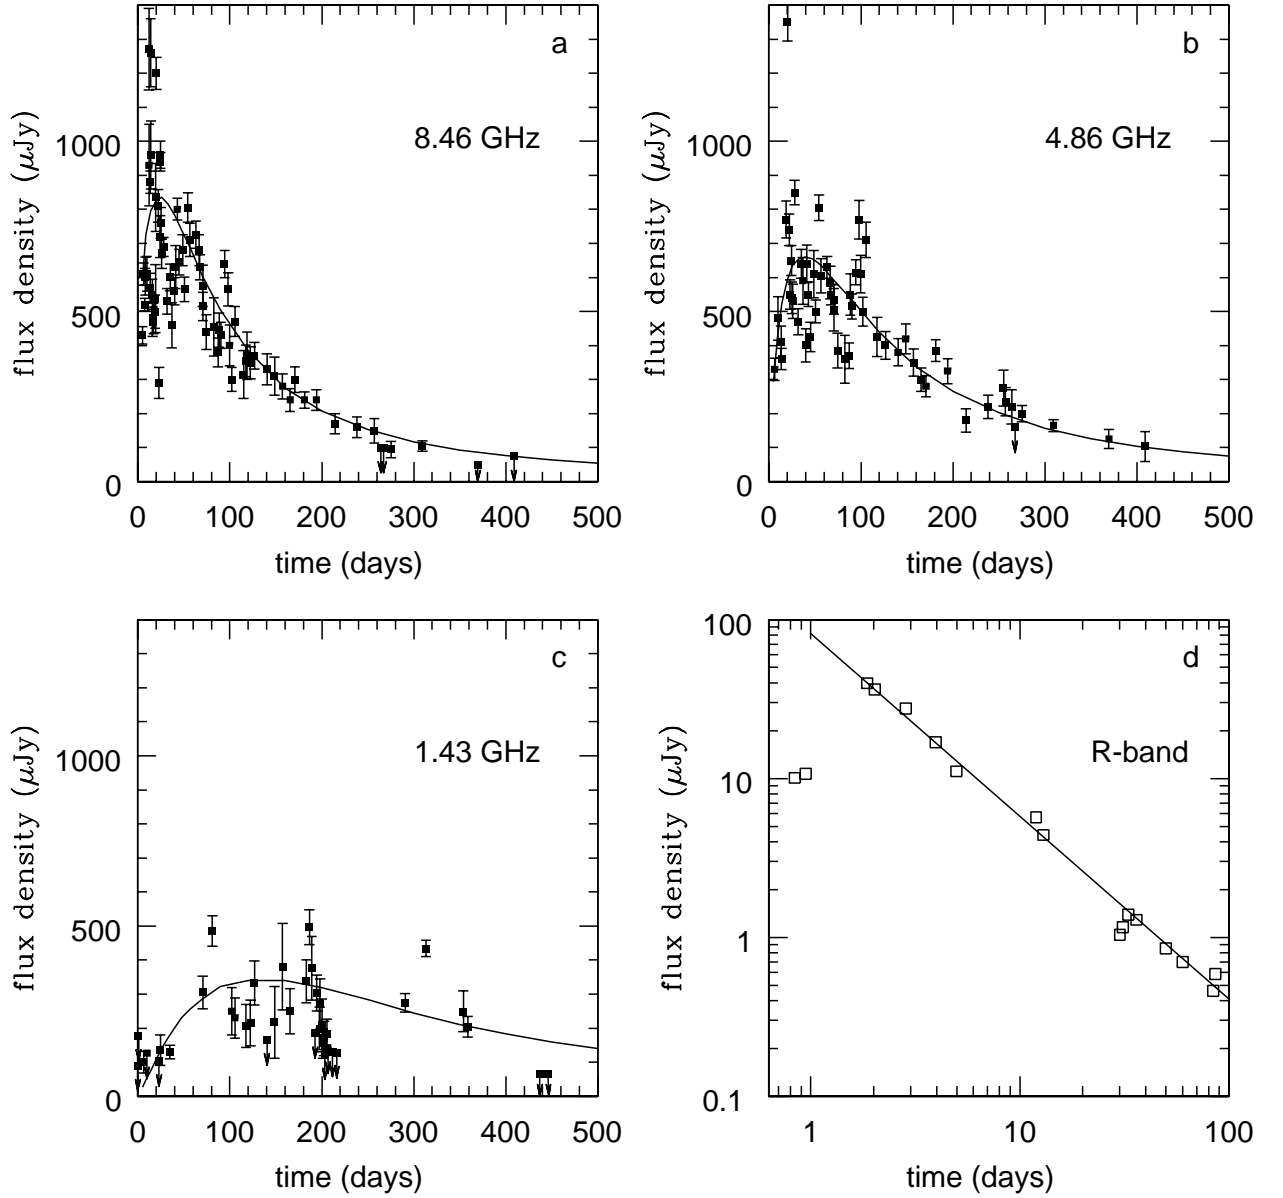 a
8.46 GHz
1000
500
0
0 100 200 300 400 500
time (days)
flux density (μJy)
b
4.86 GHz
1000
500
0
0 100 200 300 400 500
time (days)
flux density (μJy)
c
1.43 GHz
1000
500
0
0 100 200 300 400 500
time (days)
flux density (μJy)
d
R-band
100
10
1
0.1
1 10 100
time (days)
flux density (μJy)